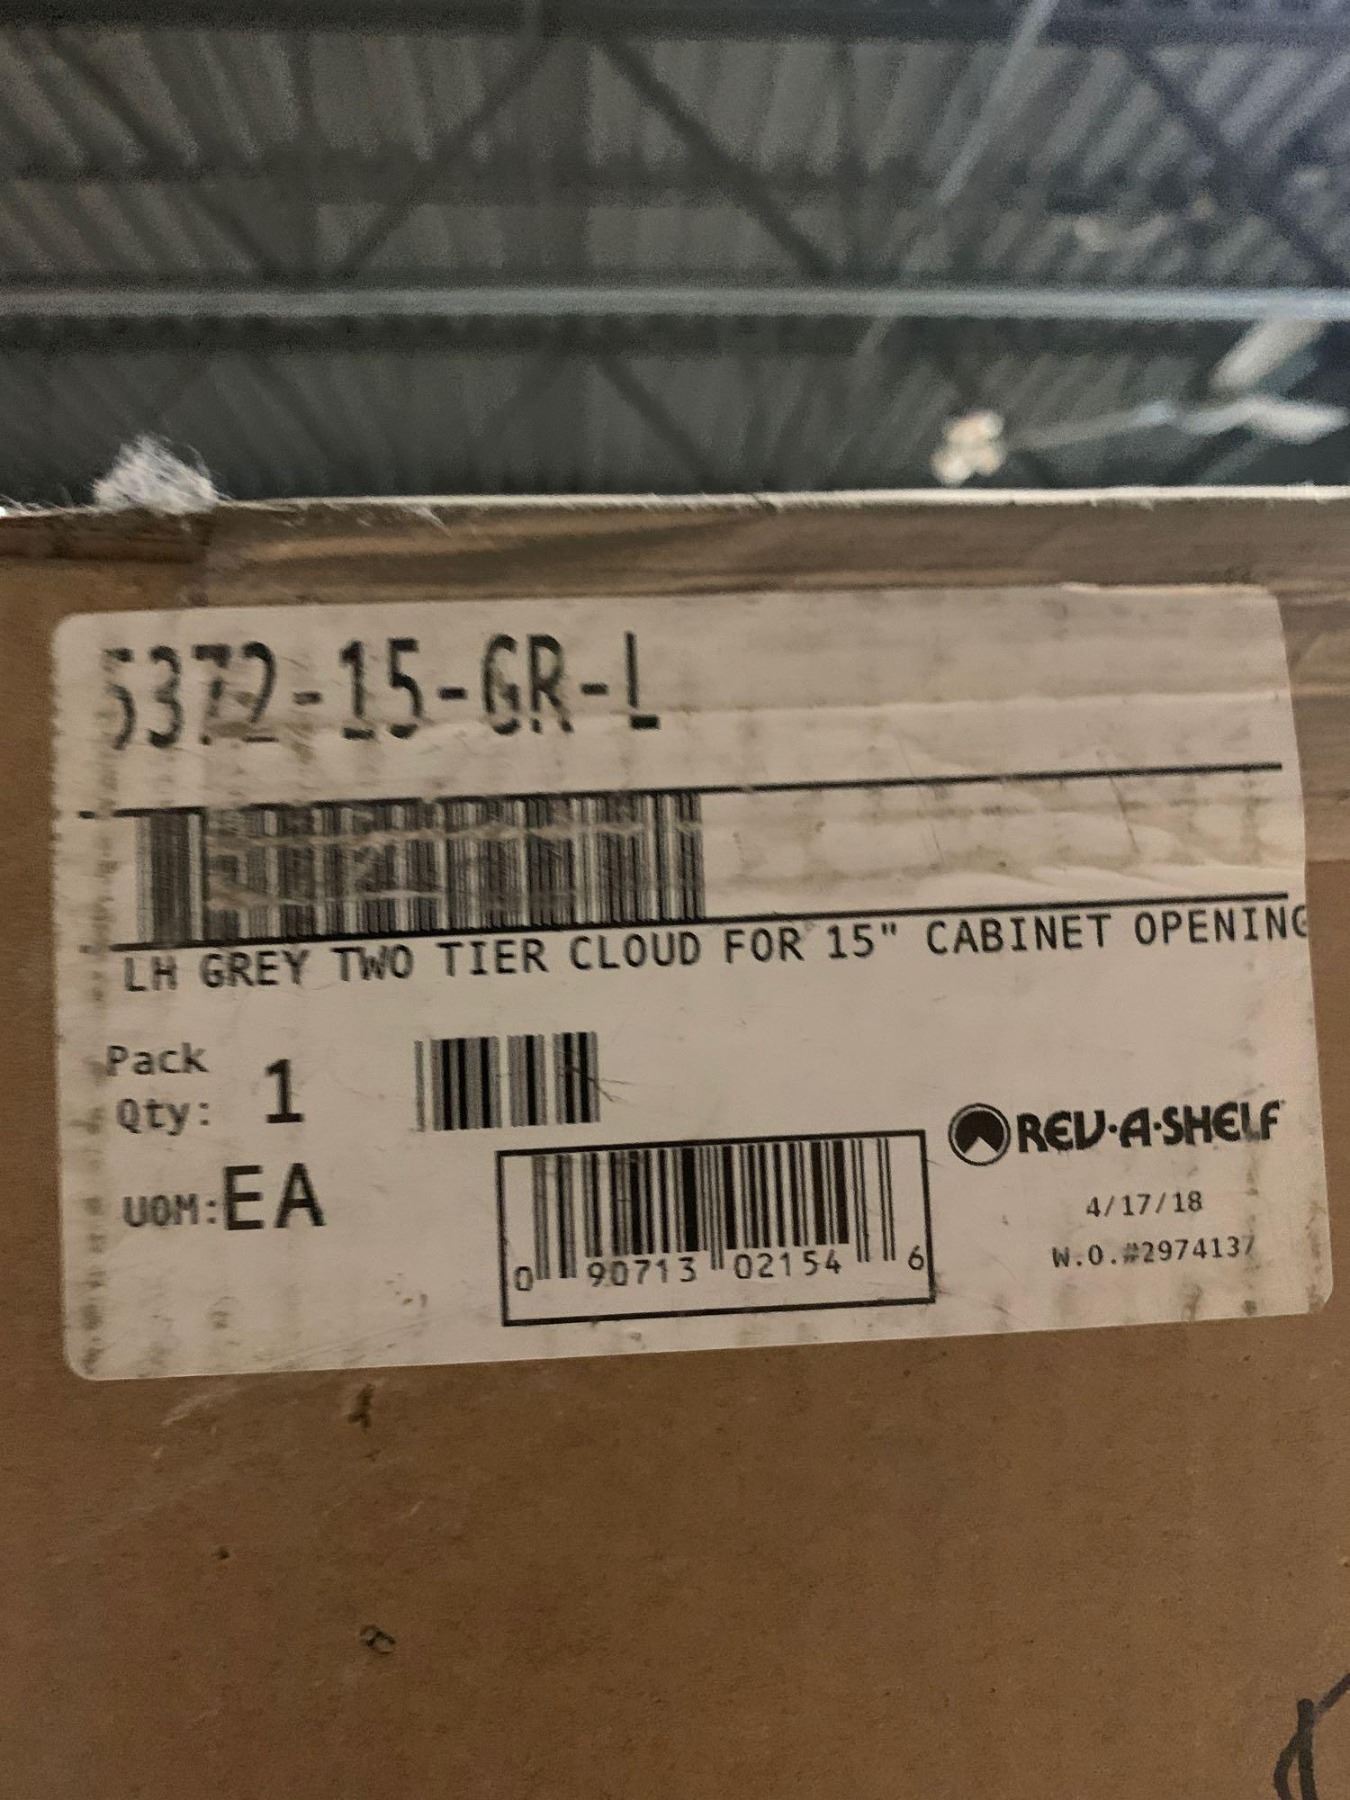 5372-15-GR-L
LH GREY TWO TIER CLOUD FOR 15" CABINET OPENING
Pack
Qty: 1
UOM: EA
0 90713 02154 6
REV·A·SHELF
4/17/18
W.O.#2974137